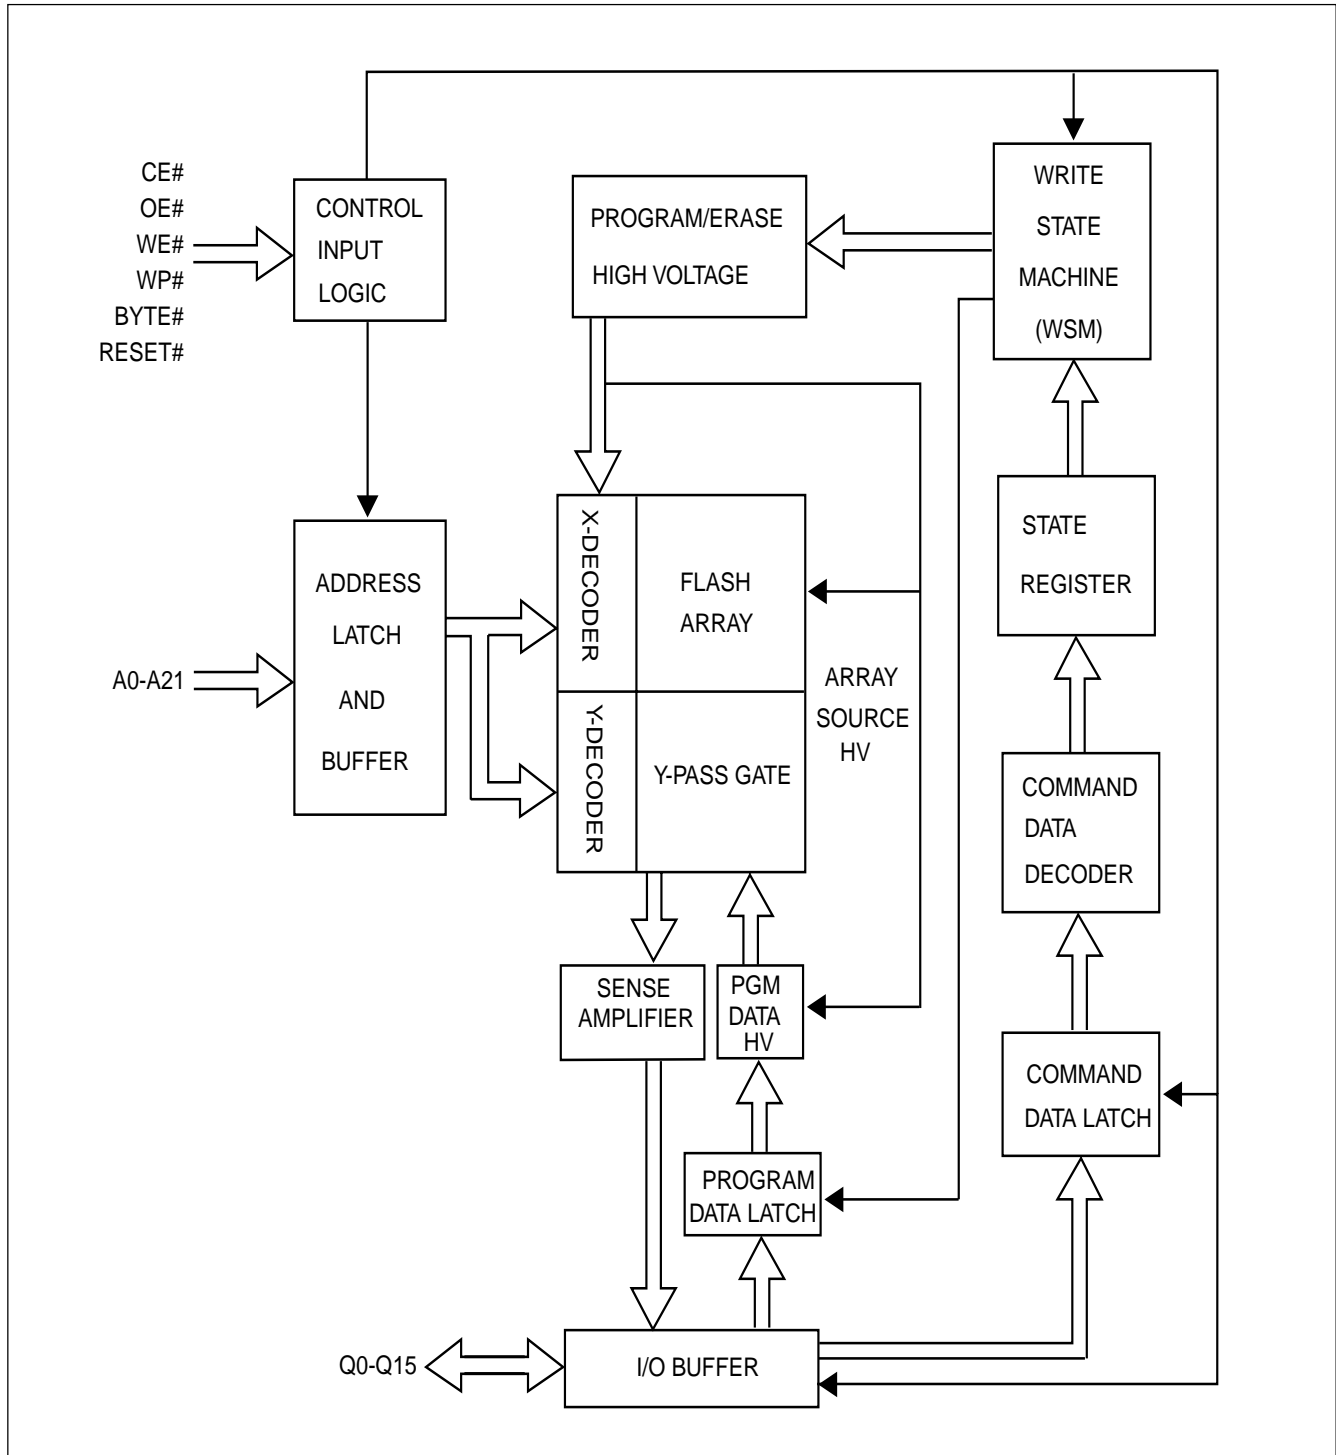 CE#
OE#
WE#
WP#
BYTE#
RESET#
CONTROL
INPUT
LOGIC
PROGRAM/ERASE
HIGH VOLTAGE
WRITE
STATE
MACHINE
(WSM)
STATE
REGISTER
A0-A21
ADDRESS
LATCH
AND
BUFFER
X-DECODER
FLASH
ARRAY
Y-DECODER
Y-PASS GATE
ARRAY
SOURCE
HV
COMMAND
DATA
DECODER
SENSE
AMPLIFIER
PGM
DATA
HV
COMMAND
DATA LATCH
PROGRAM
DATA LATCH
Q0-Q15
I/O BUFFER